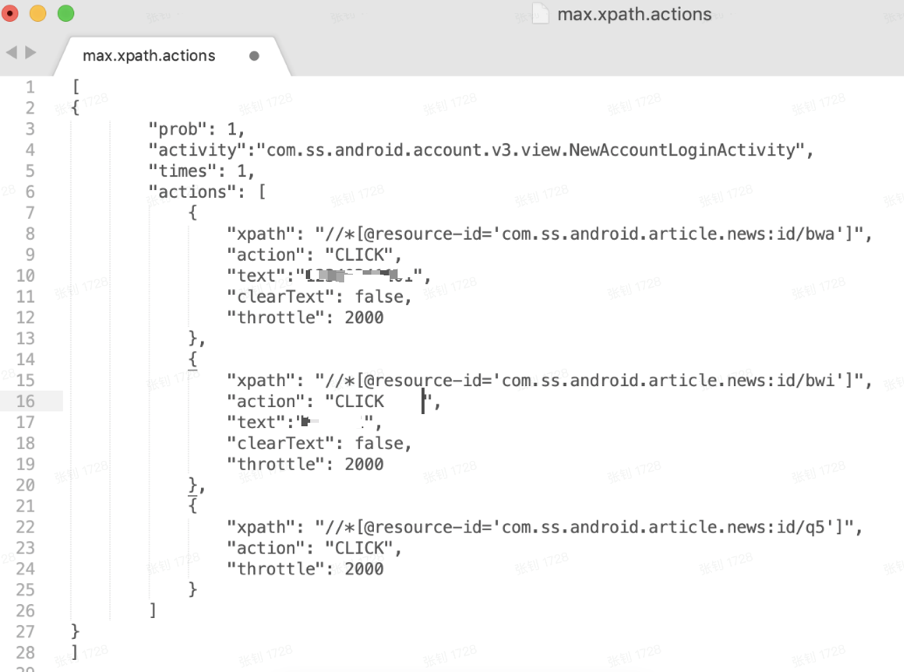 max.xpath.actions
max.xpath.actions
1 [
2 {
3 "prob": 1,
4 "activity":"com.ss.android.account.v3.view.NewAccountLoginActivity",
5 "times": 1,
6 "actions": [
7 {
8 "xpath": "//*[@resource-id='com.ss.android.article.news:id/bwa']",
9 "action": "CLICK",
10 "text":"",
11 "clearText": false,
12 "throttle": 2000
13 },
14 {
15 "xpath": "//*[@resource-id='com.ss.android.article.news:id/bwi']",
16 "action": "CLICK    ",
17 "text":"",
18 "clearText": false,
19 "throttle": 2000
20 },
21 {
22 "xpath": "//*[@resource-id='com.ss.android.article.news:id/q5']",
23 "action": "CLICK",
24 "throttle": 2000
25 }
26 ]
27 }
28 ]